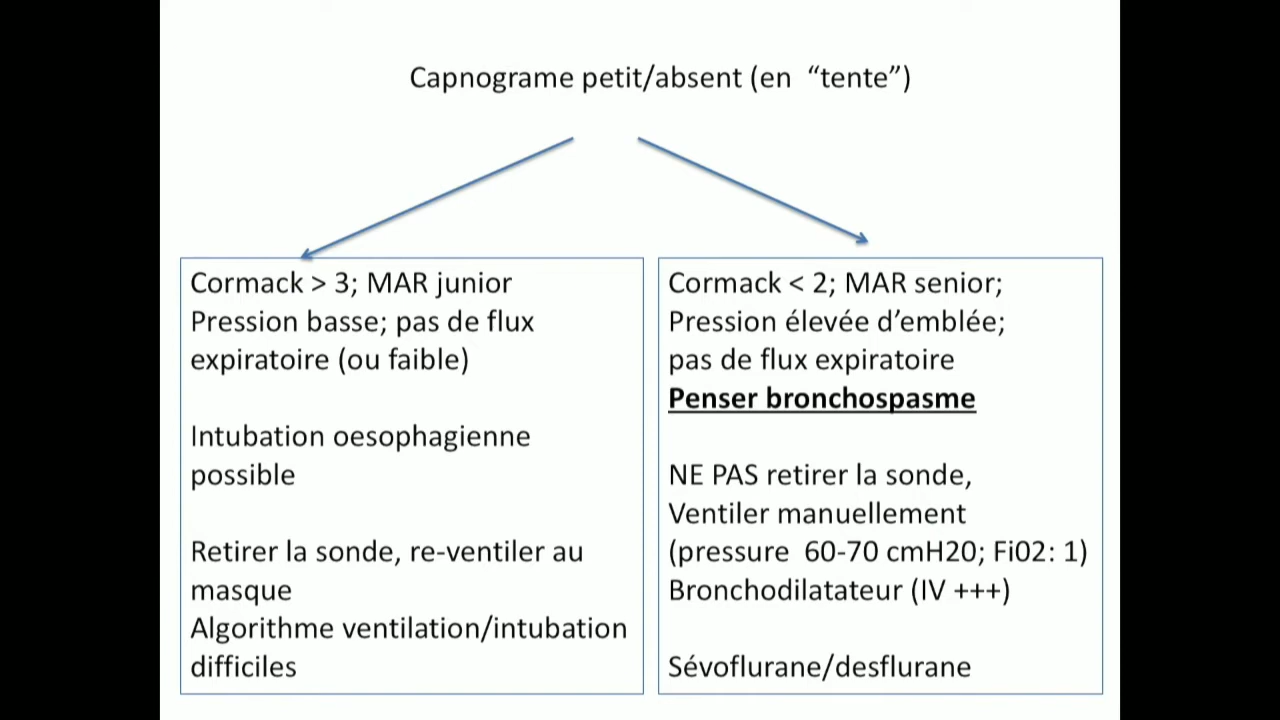 Capnograme petit/absent (en “tente”)
Cormack > 3; MAR junior
Pression basse; pas de flux
expiratoire (ou faible)
Intubation oesophagienne
possible
Retirer la sonde, re-ventiler au
masque
Algorithme ventilation/intubation
difficiles
Cormack < 2; MAR senior;
Pression élevée d’emblée;
pas de flux expiratoire
Penser bronchospasme
NE PAS retirer la sonde,
Ventiler manuellement
(pressure 60-70 cmH20; Fi02: 1)
Bronchodilatateur (IV +++)
Sévoflurane/desflurane